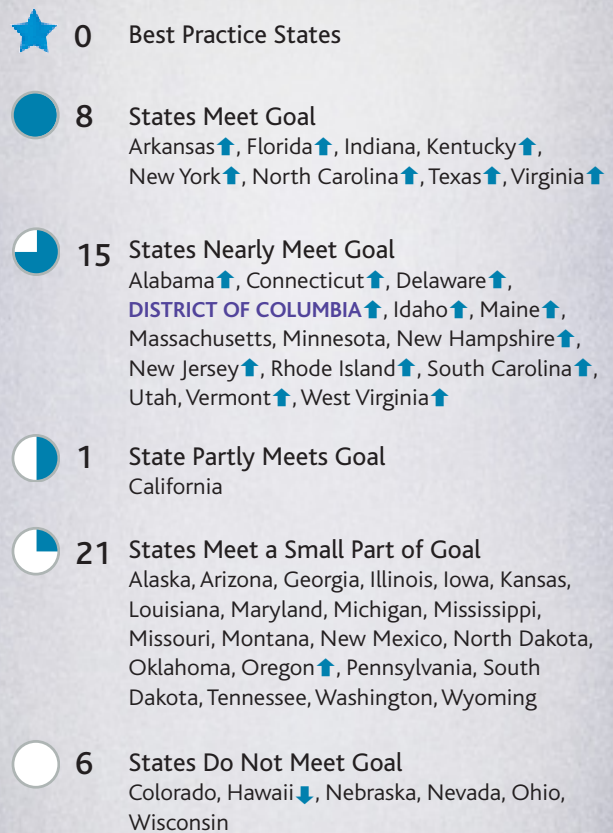 0 Best Practice States
8 States Meet Goal
Arkansas⬆, Florida⬆, Indiana, Kentucky⬆,
New York⬆, North Carolina⬆, Texas⬆, Virginia⬆
15 States Nearly Meet Goal
Alabama⬆, Connecticut⬆, Delaware⬆,
DISTRICT OF COLUMBIA⬆, Idaho⬆, Maine⬆,
Massachusetts, Minnesota, New Hampshire⬆,
New Jersey⬆, Rhode Island⬆, South Carolina⬆,
Utah, Vermont⬆, West Virginia⬆
1 State Partly Meets Goal
California
21 States Meet a Small Part of Goal
Alaska, Arizona, Georgia, Illinois, Iowa, Kansas,
Louisiana, Maryland, Michigan, Mississippi,
Missouri, Montana, New Mexico, North Dakota,
Oklahoma, Oregon⬆, Pennsylvania, South
Dakota, Tennessee, Washington, Wyoming
6 States Do Not Meet Goal
Colorado, Hawaii⬇, Nebraska, Nevada, Ohio,
Wisconsin